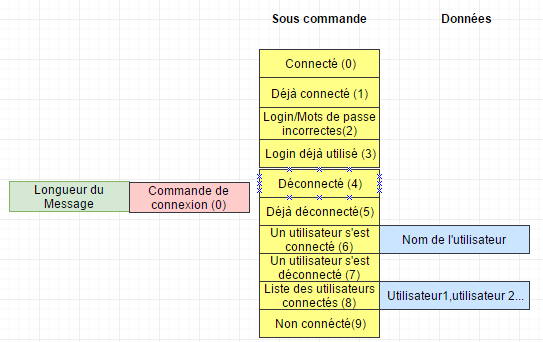 Sous commande
Données
Connecté (0)
Déjà connecté (1)
Login/Mots de passe
incorrectes(2)
Login déjà utilisé (3)
Longueur du
Message
Commande de
connexion (0)
Déconnecté (4)
Déjà déconnecté(5)
Un utilisateur s'est
connecté (6)
Nom de l'utilisateur
Un utilisateur s'est
déconnecté (7)
Liste des utilisateurs
connectés (8)
Utilisateur1,utilisateur 2...
Non connécté(9)